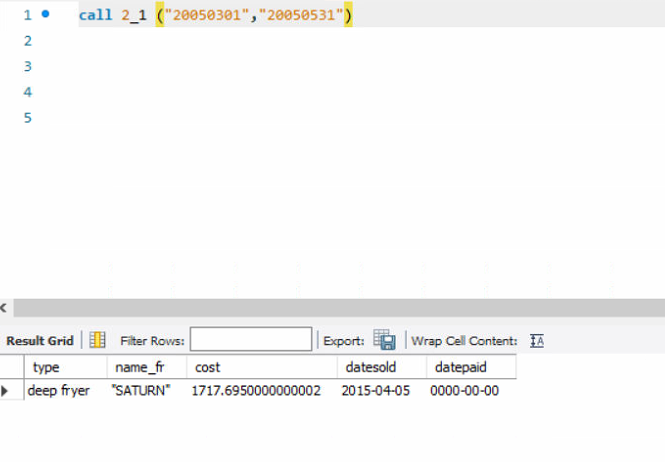 1 call 2_1 ("20050301","20050531")
2
3
4
5
Result Grid Filter Rows: Export: Wrap Cell Content: IA
type name_fr cost datesold datepaid
deep fryer "SATURN" 1717.6950000000002 2015-04-05 0000-00-00